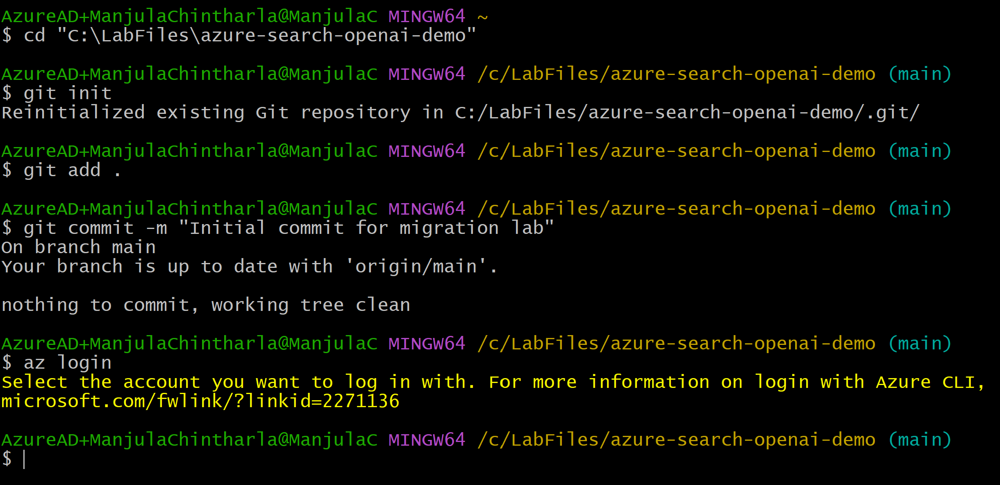 AzureAD+ManjulaChintharla@ManjulaC MINGW64 ~
$ cd "C:\LabFiles\azure-search-openai-demo"
AzureAD+ManjulaChintharla@ManjulaC MINGW64 /c/LabFiles/azure-search-openai-demo (main)
$ git init
Reinitialized existing Git repository in C:/LabFiles/azure-search-openai-demo/.git/
AzureAD+ManjulaChintharla@ManjulaC MINGW64 /c/LabFiles/azure-search-openai-demo (main)
$ git add .
AzureAD+ManjulaChintharla@ManjulaC MINGW64 /c/LabFiles/azure-search-openai-demo (main)
$ git commit -m "Initial commit for migration lab"
On branch main
Your branch is up to date with 'origin/main'.
nothing to commit, working tree clean
AzureAD+ManjulaChintharla@ManjulaC MINGW64 /c/LabFiles/azure-search-openai-demo (main)
$ az login
Select the account you want to log in with. For more information on login with Azure CLI,
microsoft.com/fwlink/?linkid=2271136
AzureAD+ManjulaChintharla@ManjulaC MINGW64 /c/LabFiles/azure-search-openai-demo (main)
$